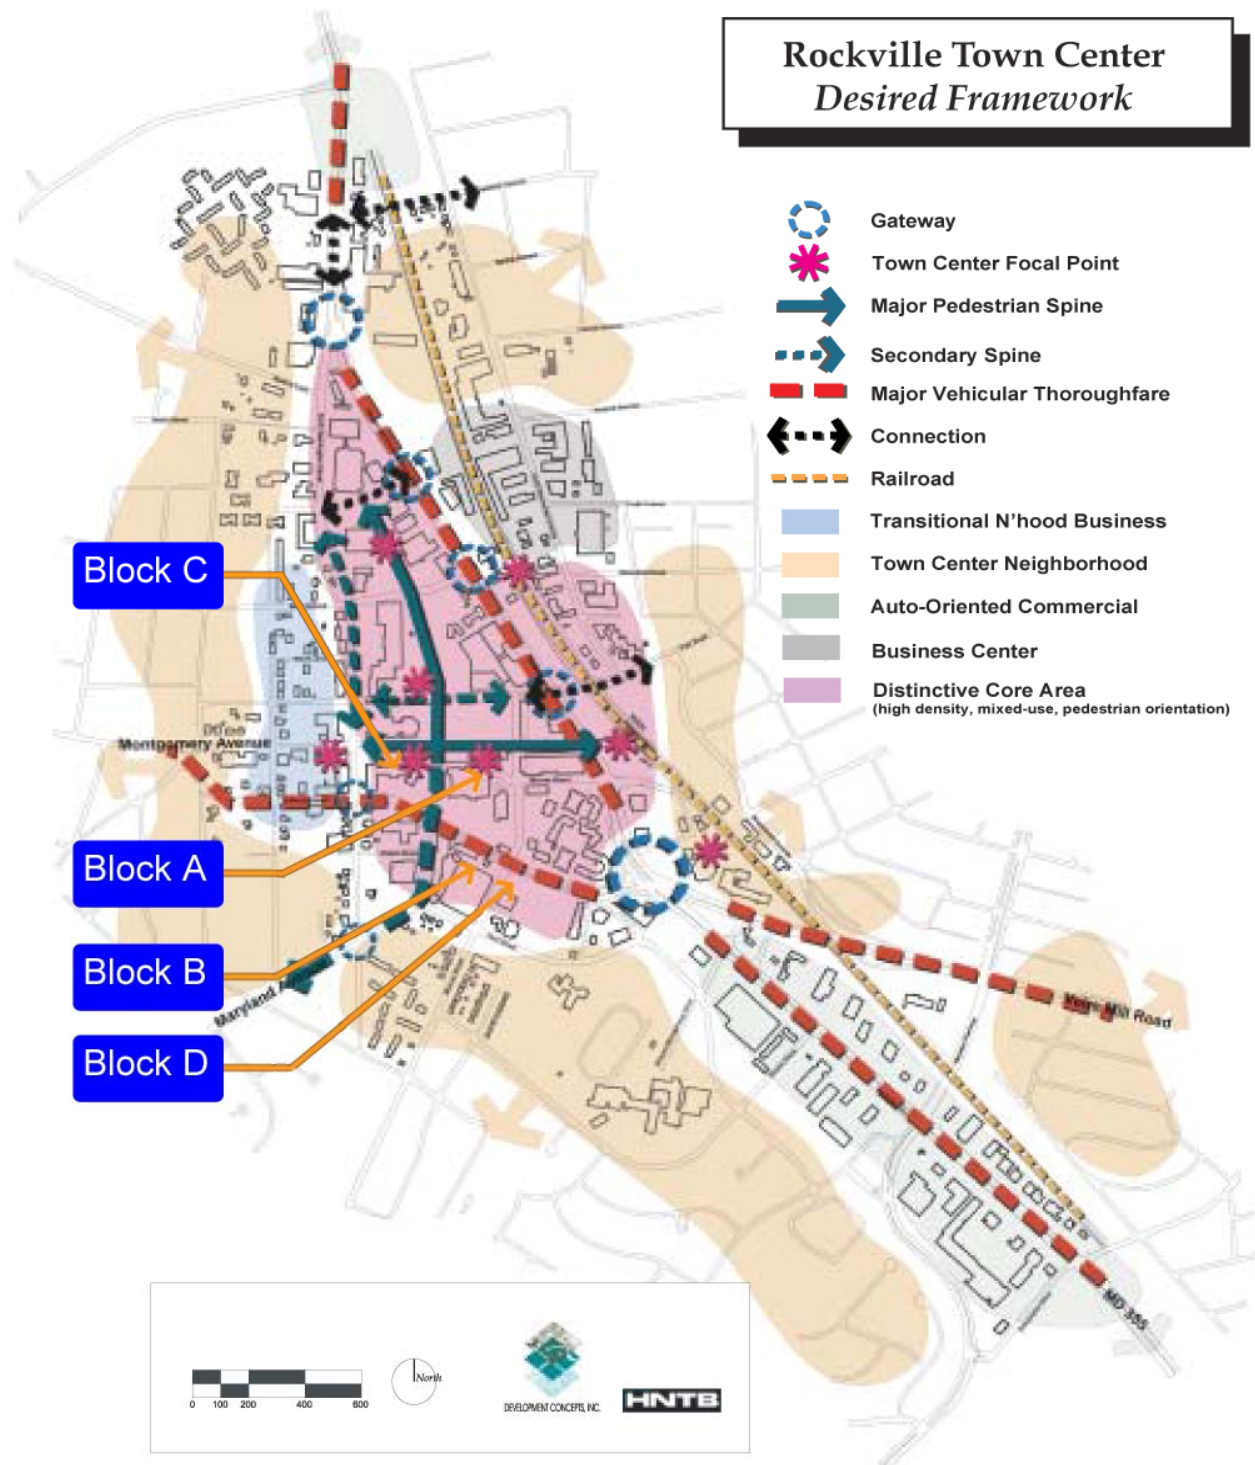 Rockville Town Center
Desired Framework
Gateway
Town Center Focal Point
Major Pedestrian Spine
Secondary Spine
Major Vehicular Thoroughfare
Connection
Railroad
Transitional N'hood Business
Town Center Neighborhood
Auto-Oriented Commercial
Business Center
Distinctive Core Area
(high density, mixed-use, pedestrian orientation)
Block C
Montgomery Avenue
Block A
Block B
Maryland
Block D
Mill Road
MD 355
North
0 100 200 400 600
DEVELOPMENT CONCEPTS, INC.
HNTB